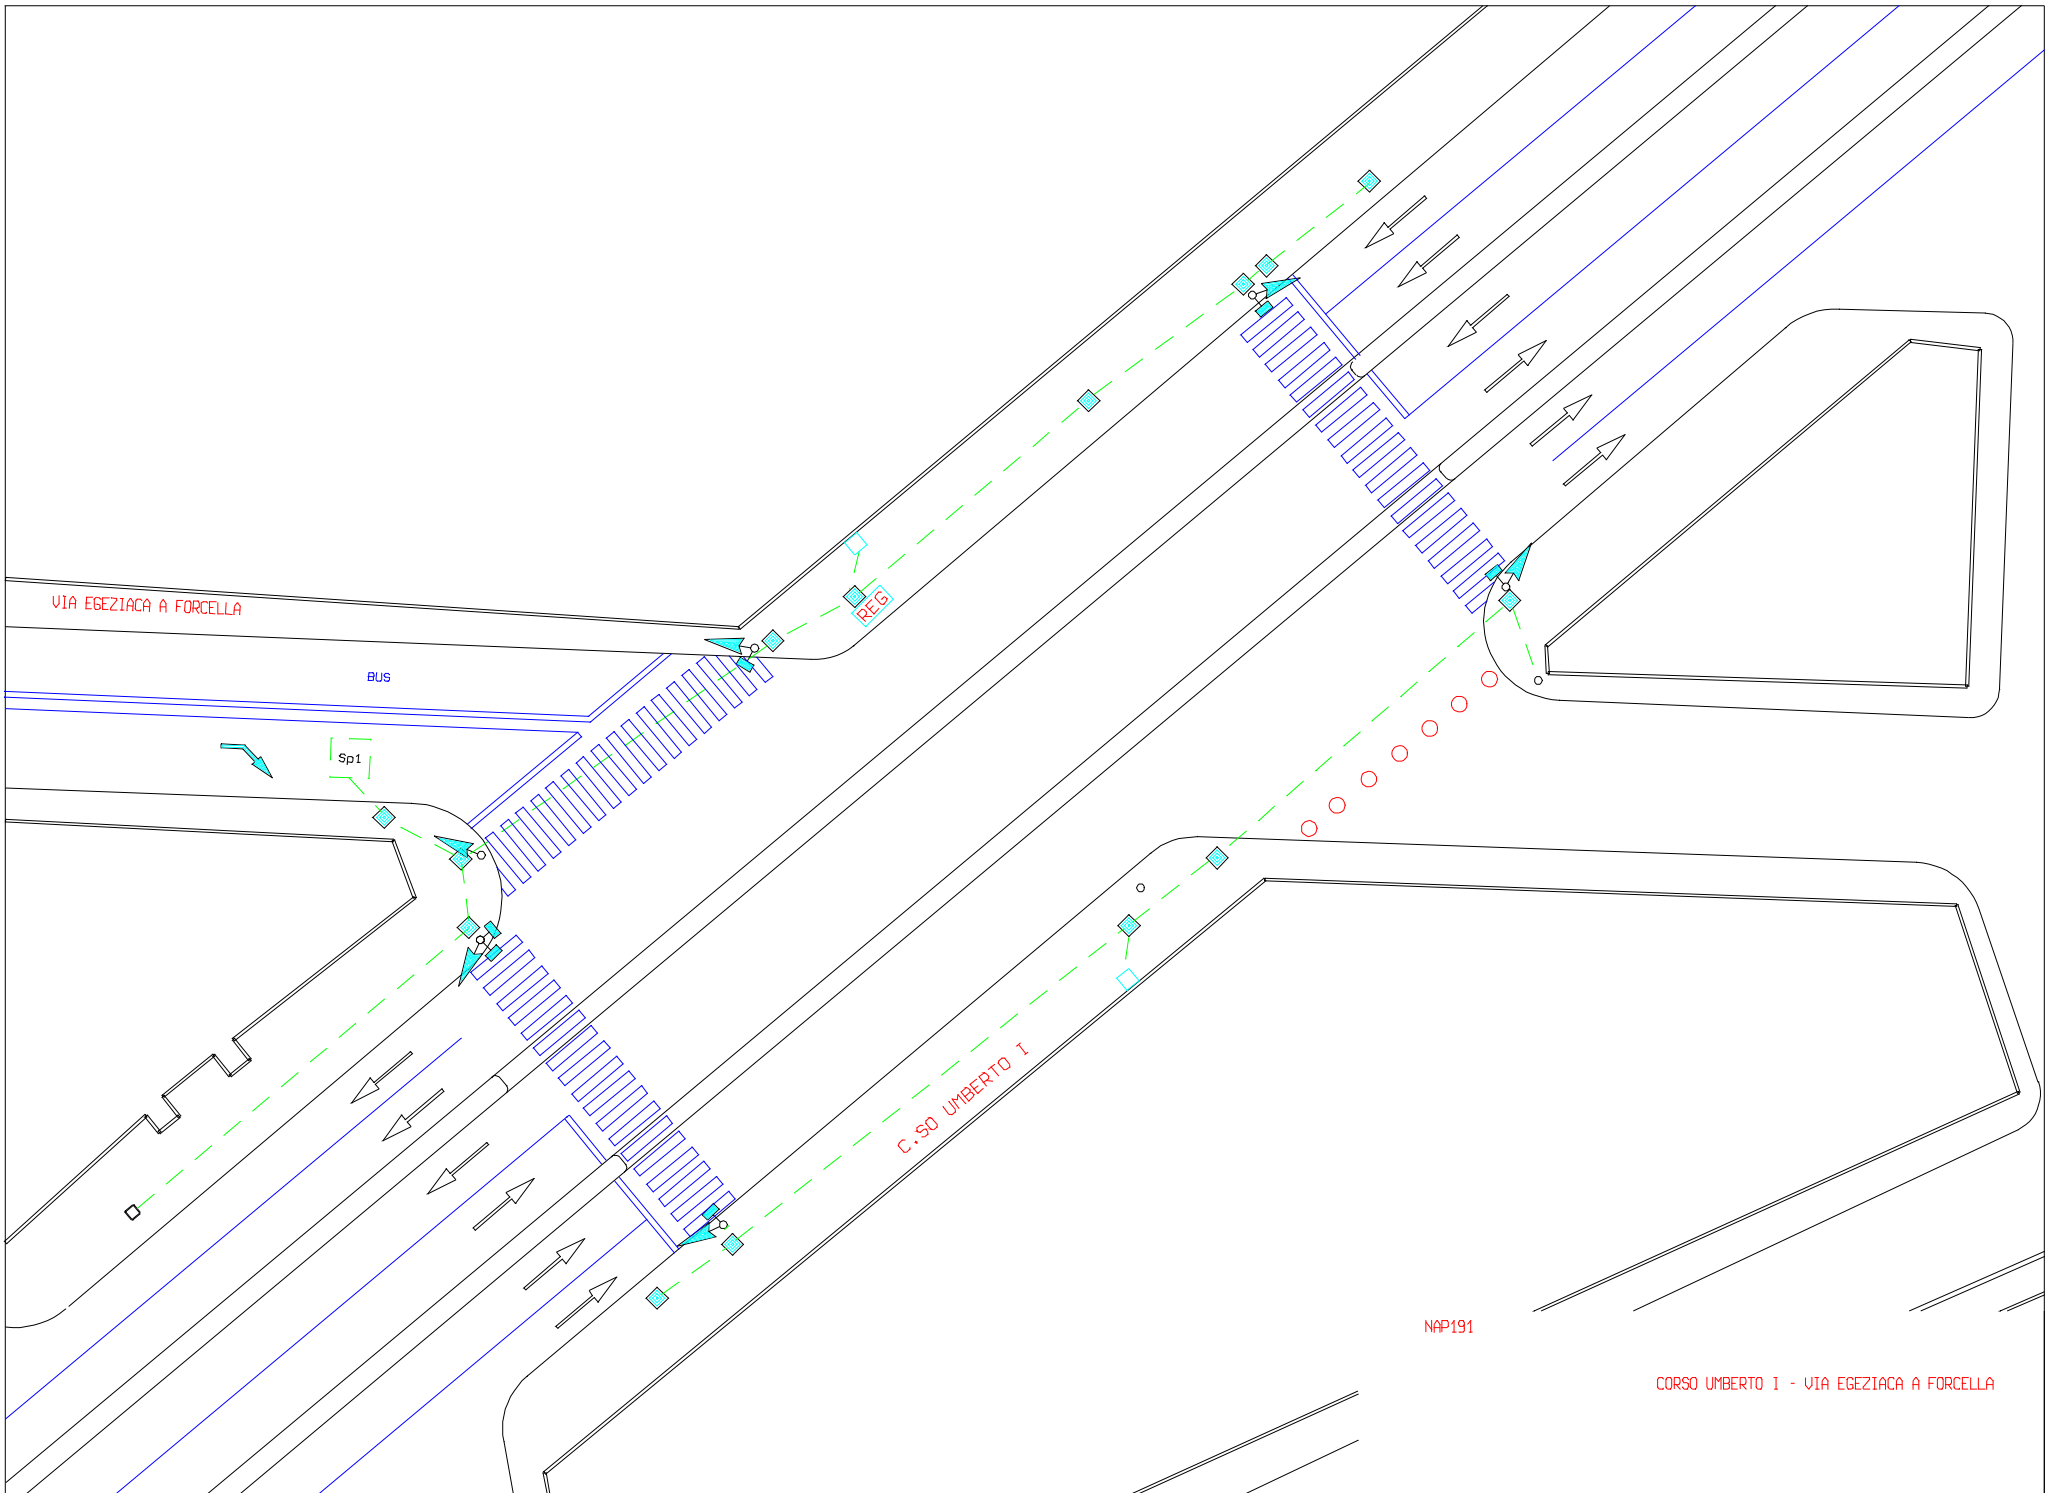 REG
VIA EGEZIACA A FORCELLA
BUS
Sp1
C.SO UMBERTO I
NAP191
CORSO UMBERTO I - VIA EGEZIACA A FORCELLA